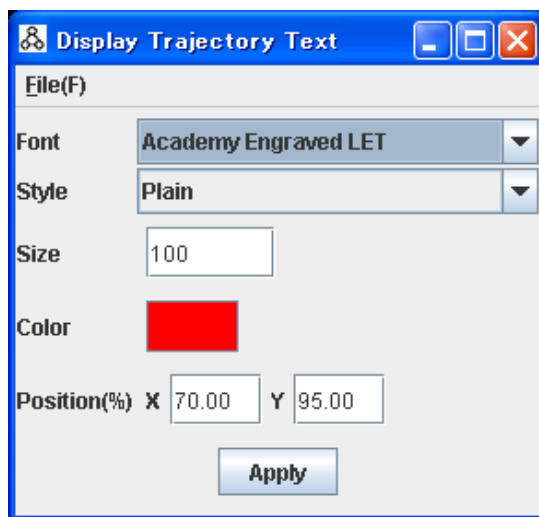 Display Trajectory Text
File(F)
Font Academy Engraved LET
Style Plain
Size 100
Color
Position(%) X 70.00 Y 95.00
Apply